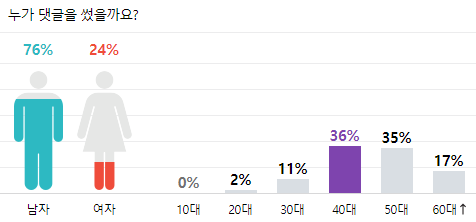 누가 댓글을 썼을까요?
76% 24%
남자 여자
0% 2% 11% 36% 35% 17%
10대 20대 30대 40대 50대 60대↑